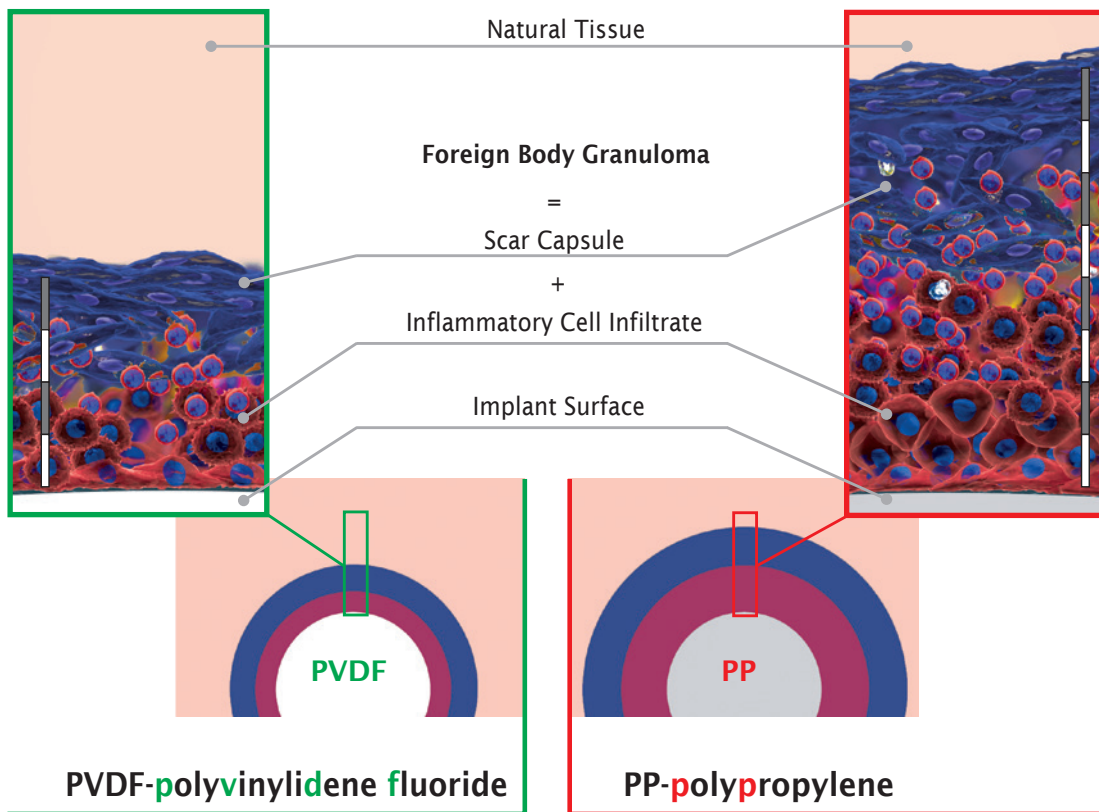 Natural Tissue
Foreign Body Granuloma
=
Scar Capsule
+
Inflammatory Cell Infiltrate
Implant Surface
PVDF
PP
PVDF-polyvinylidene fluoride
PP-polypropylene